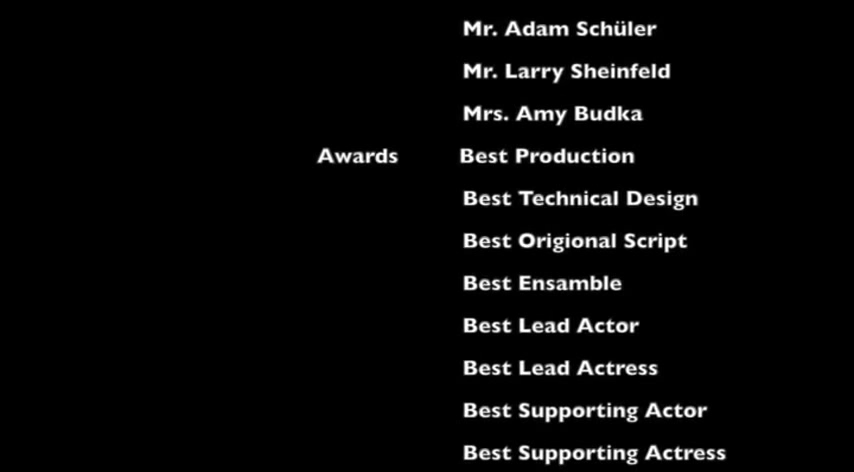 Mr. Adam Schüler
Mr. Larry Sheinfeld
Mrs. Amy Budka
Awards Best Production
Best Technical Design
Best Origional Script
Best Ensamble
Best Lead Actor
Best Lead Actress
Best Supporting Actor
Best Supporting Actress